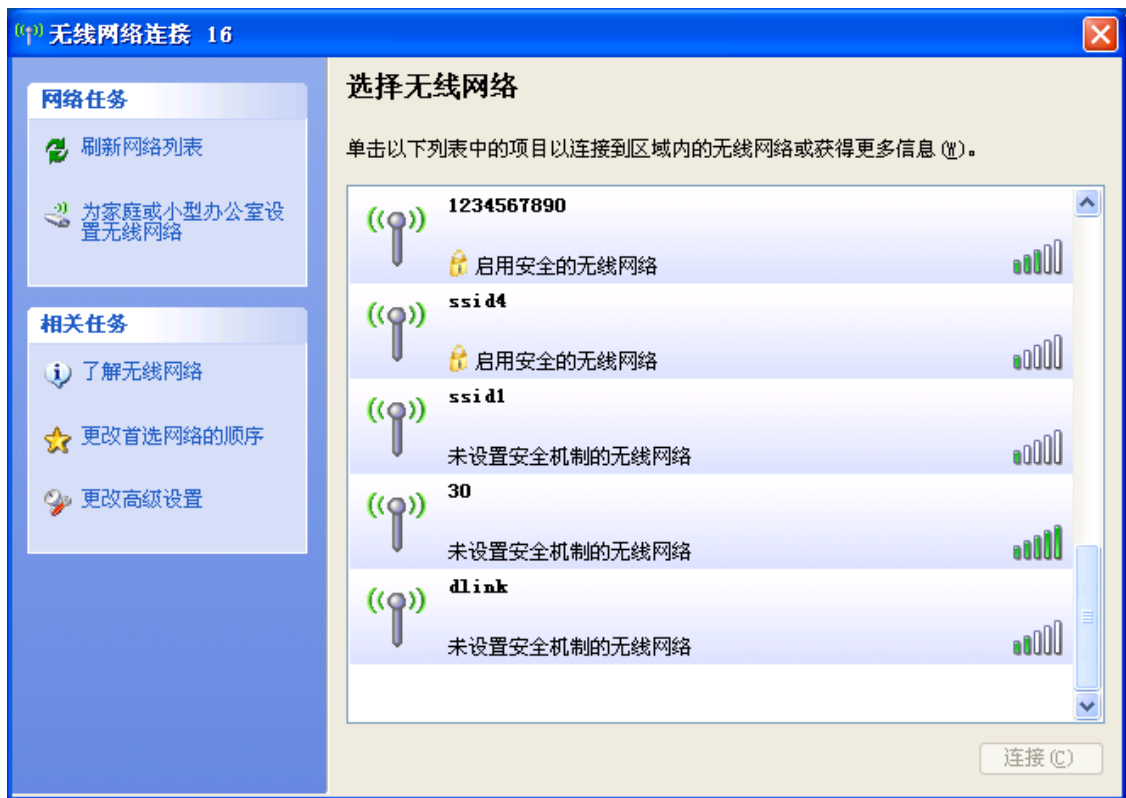 无线网络连接 16
网络任务
刷新网络列表
为家庭或小型办公室设
置无线网络
相关任务
了解无线网络
更改首选网络的顺序
更改高级设置
选择无线网络
单击以下列表中的项目以连接到区域内的无线网络或获得更多信息(W)。
1234567890
启用安全的无线网络
ssid4
启用安全的无线网络
ssid1
未设置安全机制的无线网络
30
未设置安全机制的无线网络
dlink
未设置安全机制的无线网络
连接(C)